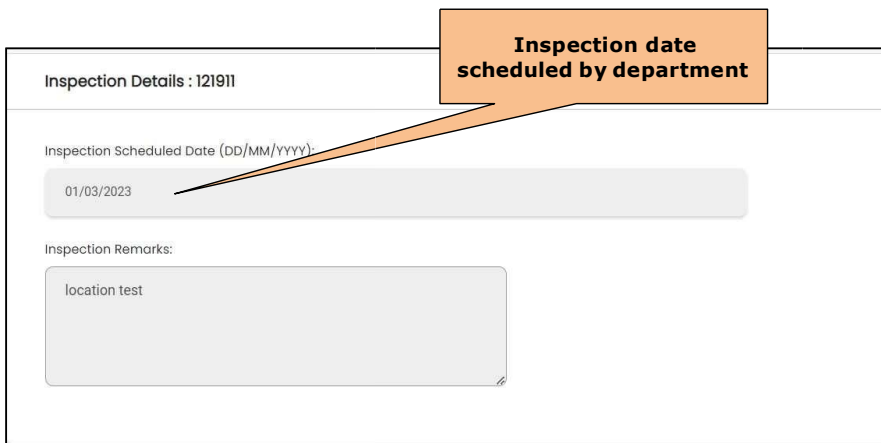 Inspection date
scheduled by department
Inspection Details : 121911
Inspection Scheduled Date (DD/MM/YYYY):
01/03/2023
Inspection Remarks:
location test